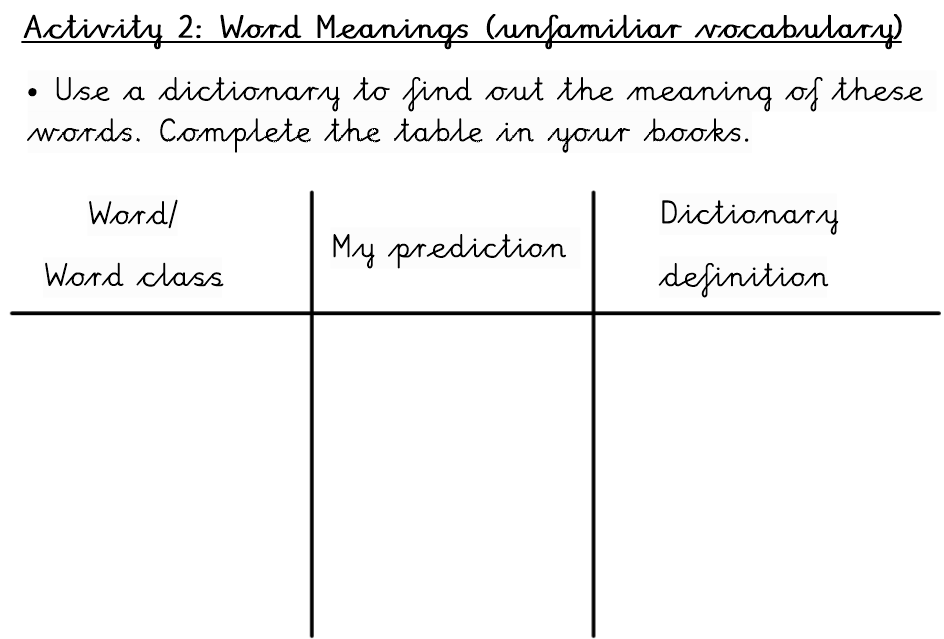 Activity 2: Word Meanings (unfamiliar vocabulary)
• Use a dictionary to find out the meaning of these
words. Complete the table in your books.
Word/
Word class
My prediction
Dictionary
definition